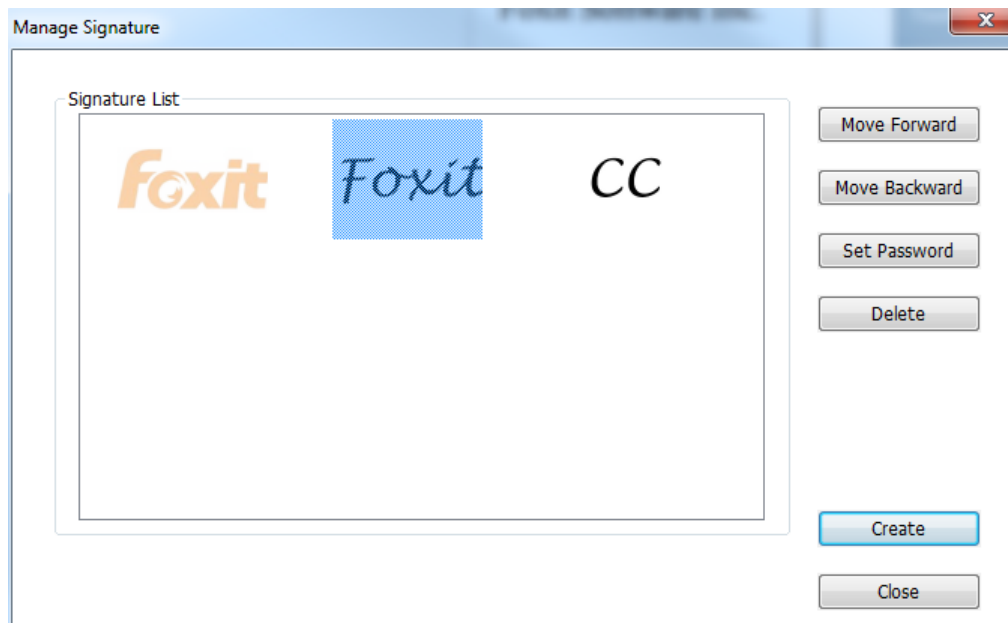 Manage Signature
Signature List
Foxit
Foxit
CC
Move Forward
Move Backward
Set Password
Delete
Create
Close